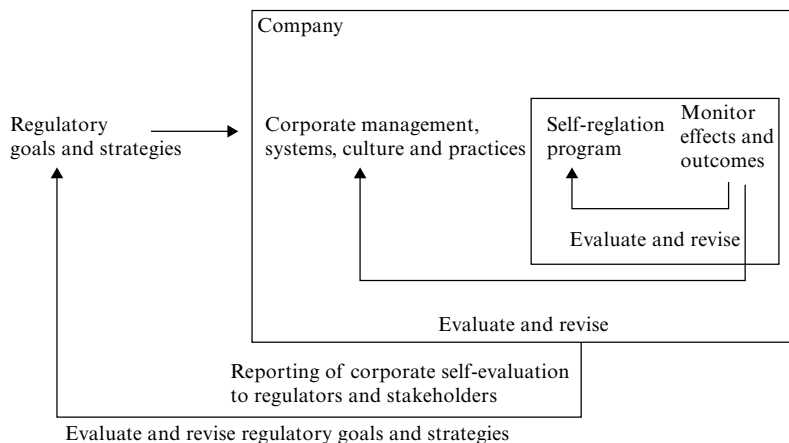 Company
Regulatory
goals and strategies
Corporate management,
systems, culture and practices
Self-reglation
program
Monitor
effects and
outcomes
Evaluate and revise
Evaluate and revise
Reporting of corporate self-evaluation
to regulators and stakeholders
Evaluate and revise regulatory goals and strategies